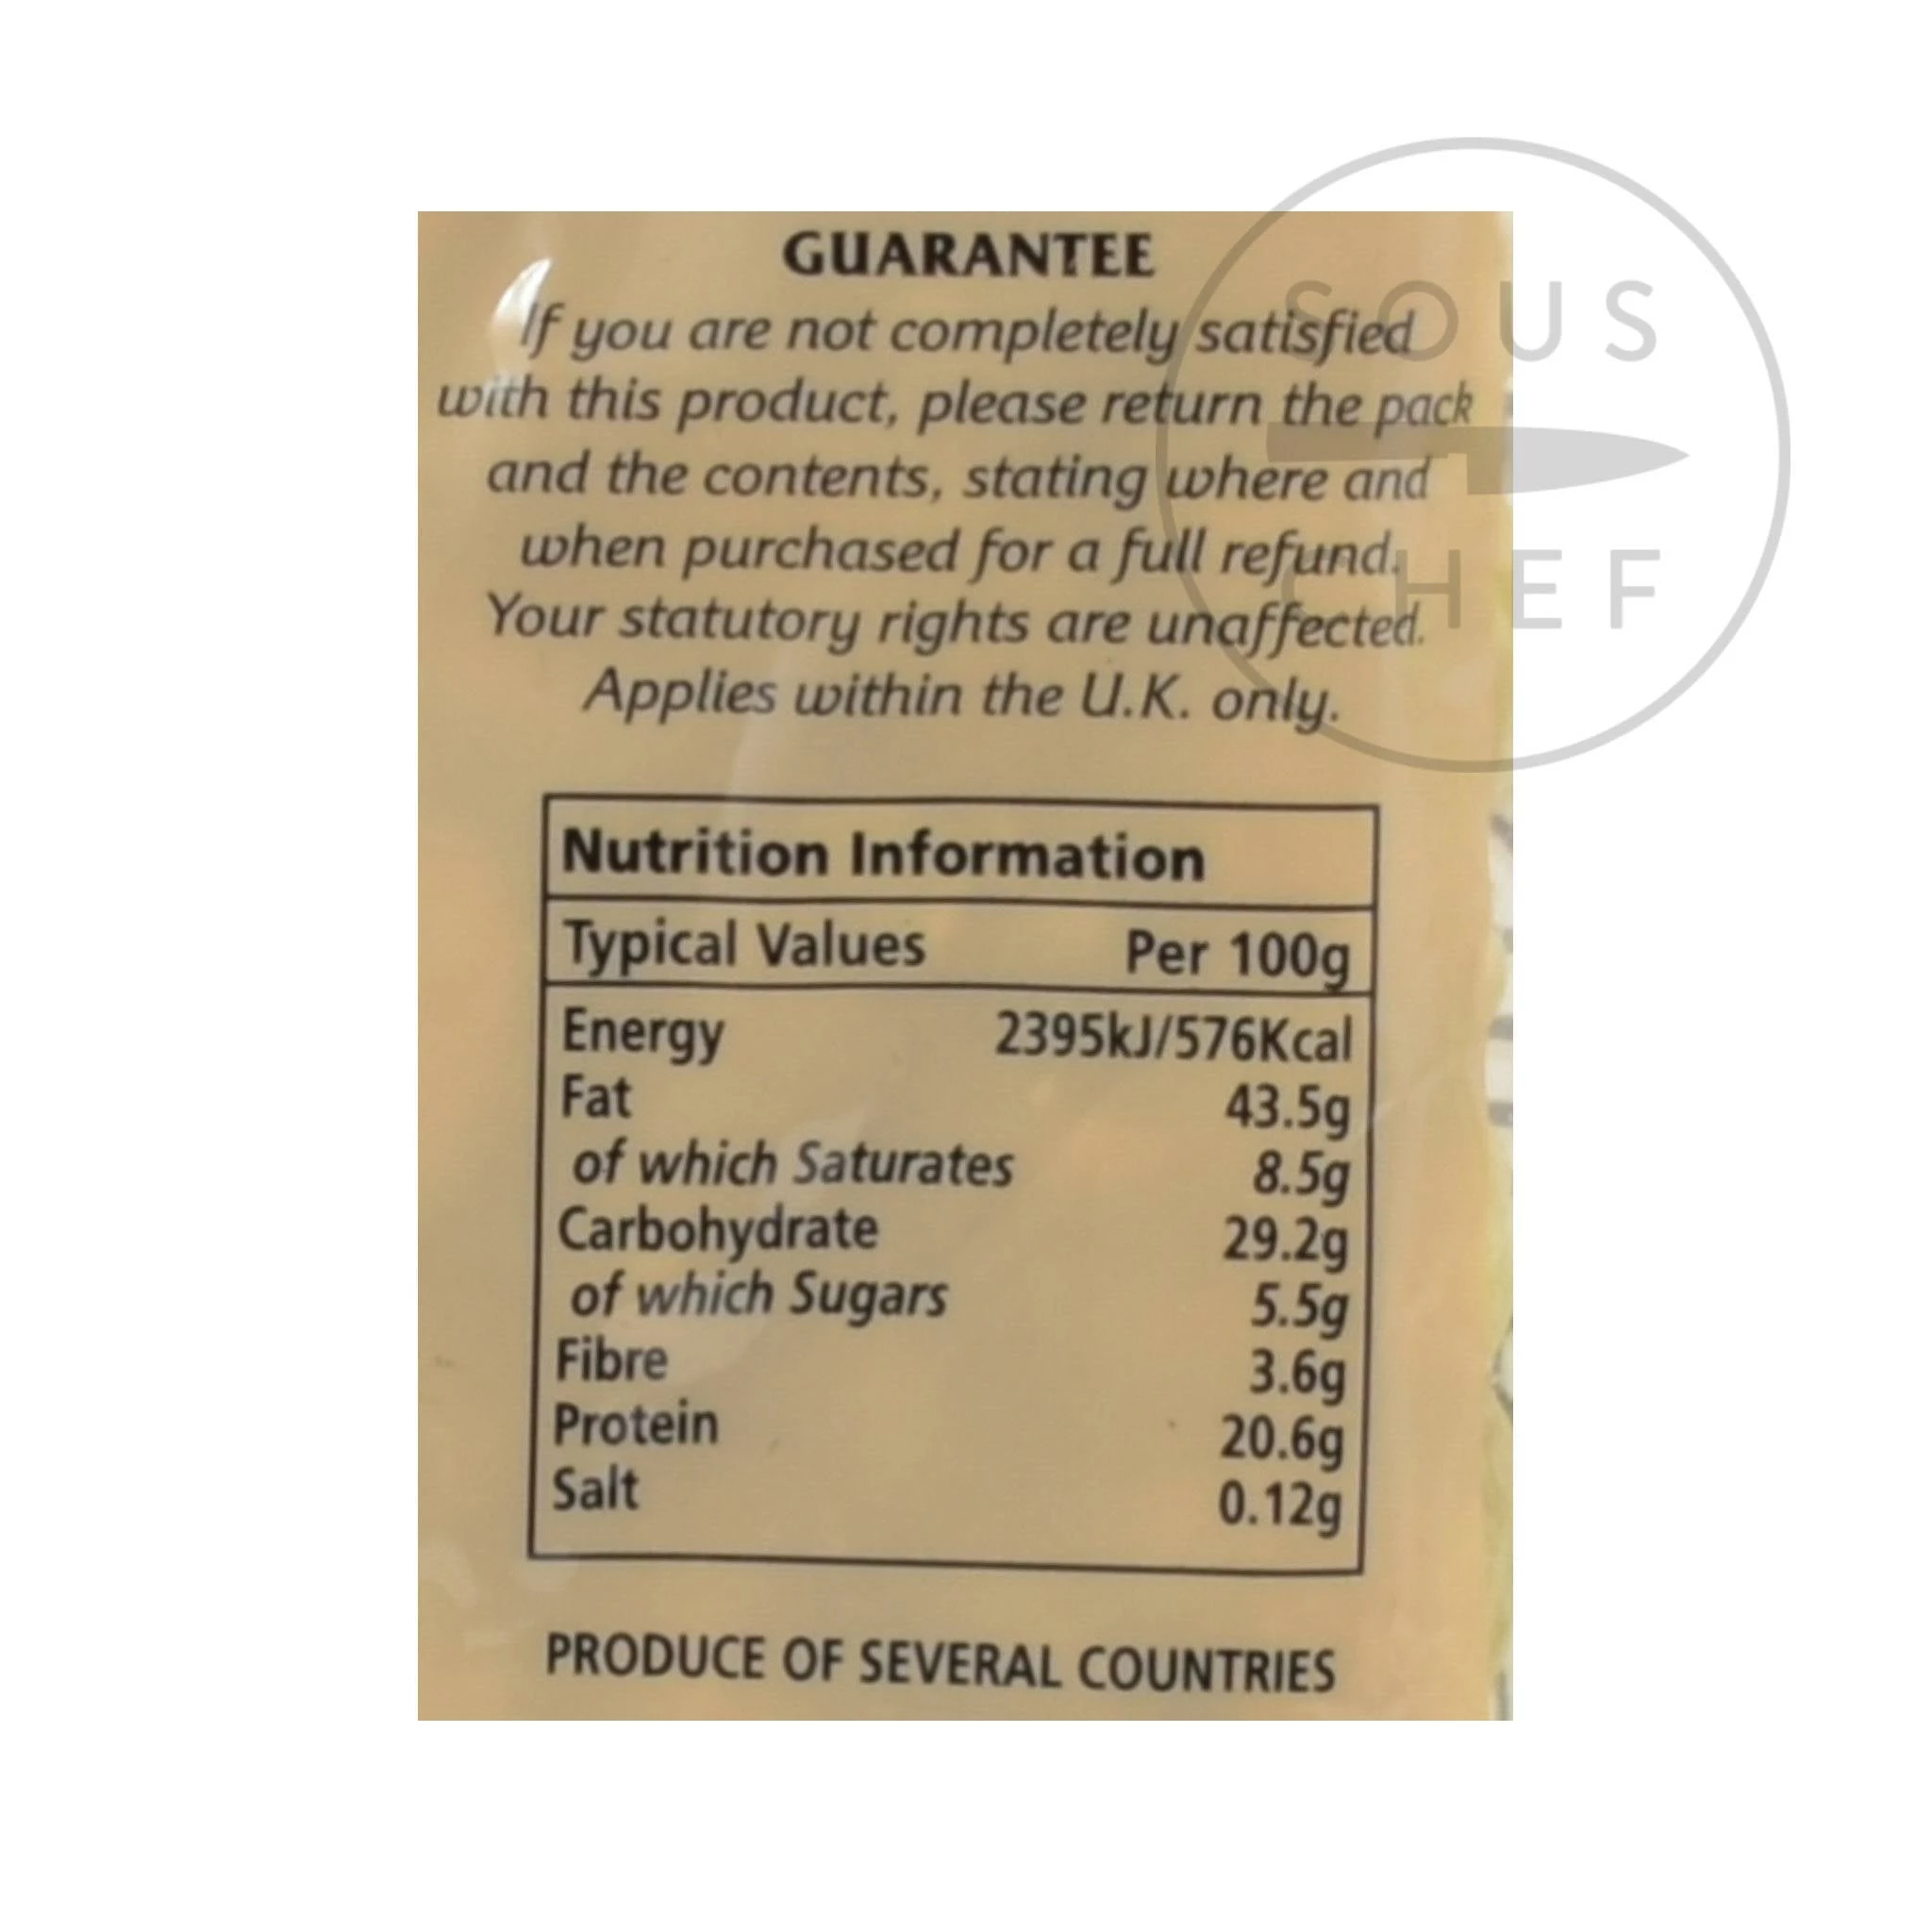 GUARANTEE
If you are not completely satisfied
with this product, please return the pack
and the contents, stating where and
when purchased for a full refund.
Your statutory rights are unaffected.
Applies within the U.K. only.
SOUS
CHEF
Nutrition Information
Typical Values Per 100g
Energy 2395kJ/576Kcal
Fat 43.5g
of which Saturates 8.5g
Carbohydrate 29.2g
of which Sugars 5.5g
Fibre 3.6g
Protein 20.6g
Salt 0.12g
PRODUCE OF SEVERAL COUNTRIES